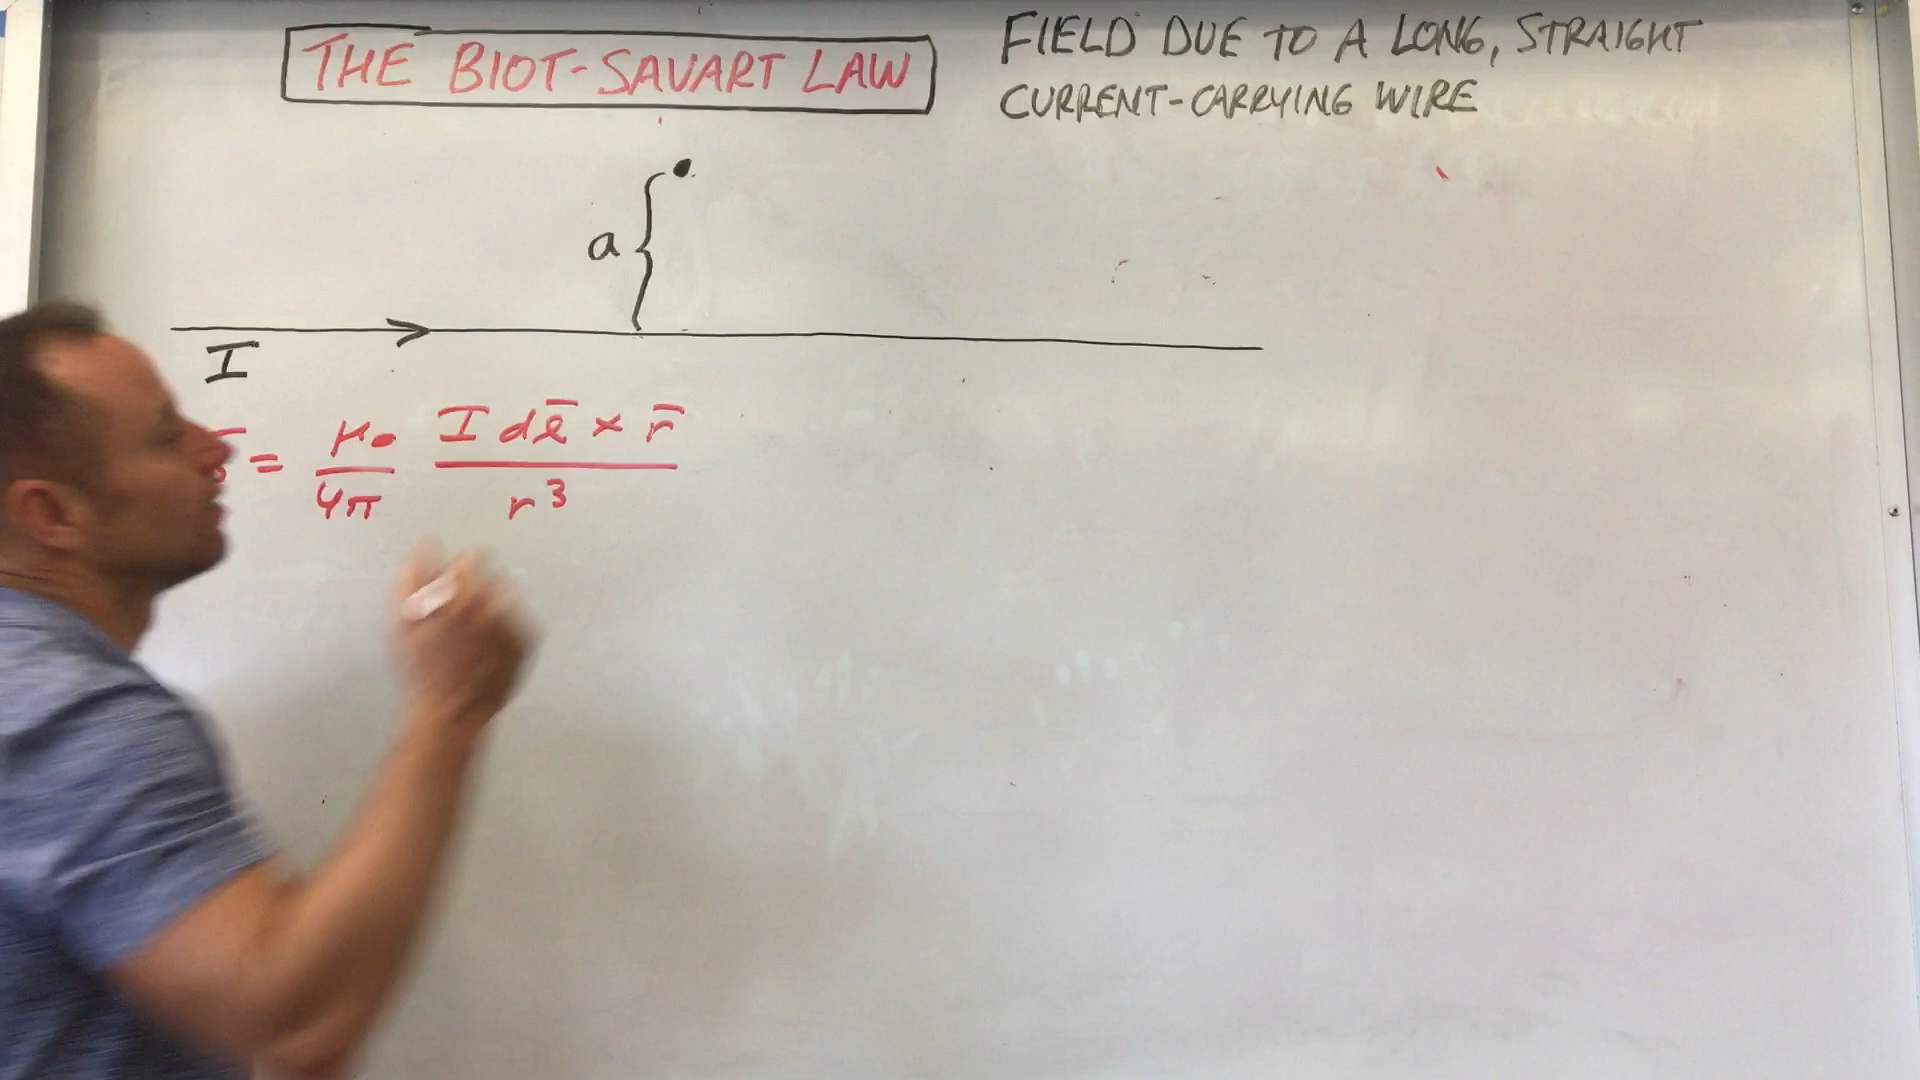 THE BIOT-SAVART LAW
FIELD DUE TO A LONG, STRAIGHT
CURRENT-CARRYING WIRE
a
I
= μ₀/4π I dl̄ × r̄ / r³